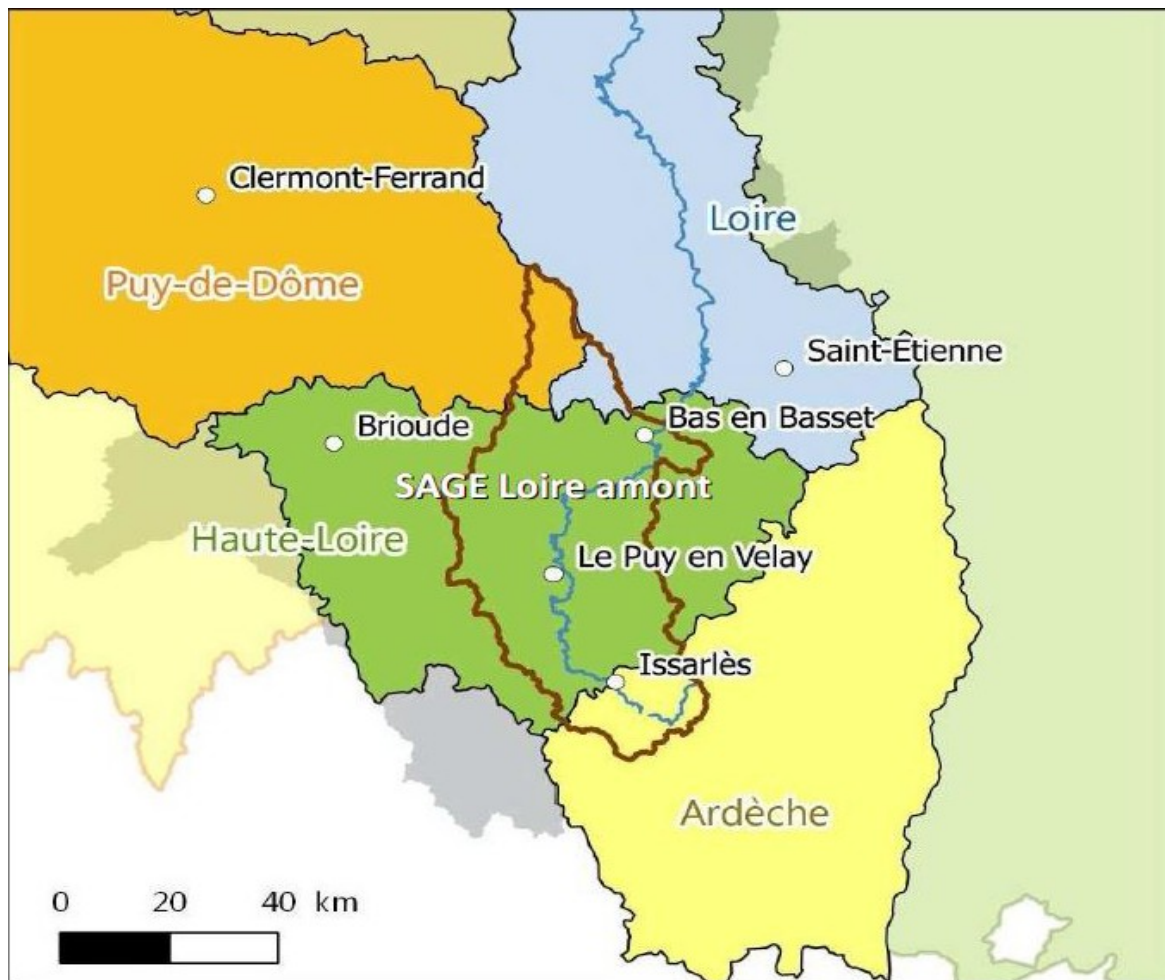 Clermont-Ferrand
Loire
Puy-de-Dôme
Saint-Étienne
Bas en Basset
Brioude
SAGE Loire amont
Haute-Loire
Le Puy en Velay
Issarlès
Ardèche
0 20 40 km